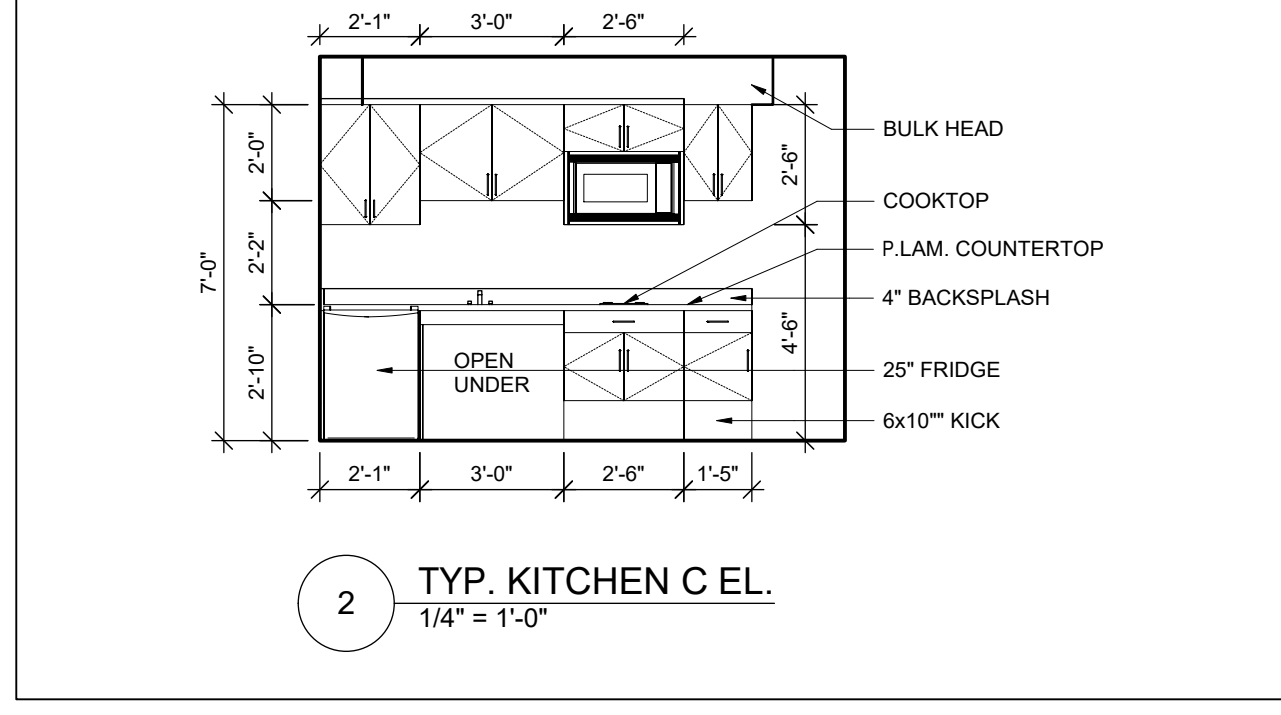 2'-1" 3'-0" 2'-6"
BULK HEAD
2'-0"
2'-6"
COOKTOP
P.LAM. COUNTERTOP
2'-2"
7'-0"
4" BACKSPLASH
4'-6"
OPEN
UNDER
2'-10"
25" FRIDGE
6x10"" KICK
2'-1" 3'-0" 2'-6" 1'-5"
2
TYP. KITCHEN C EL.
1/4" = 1'-0"